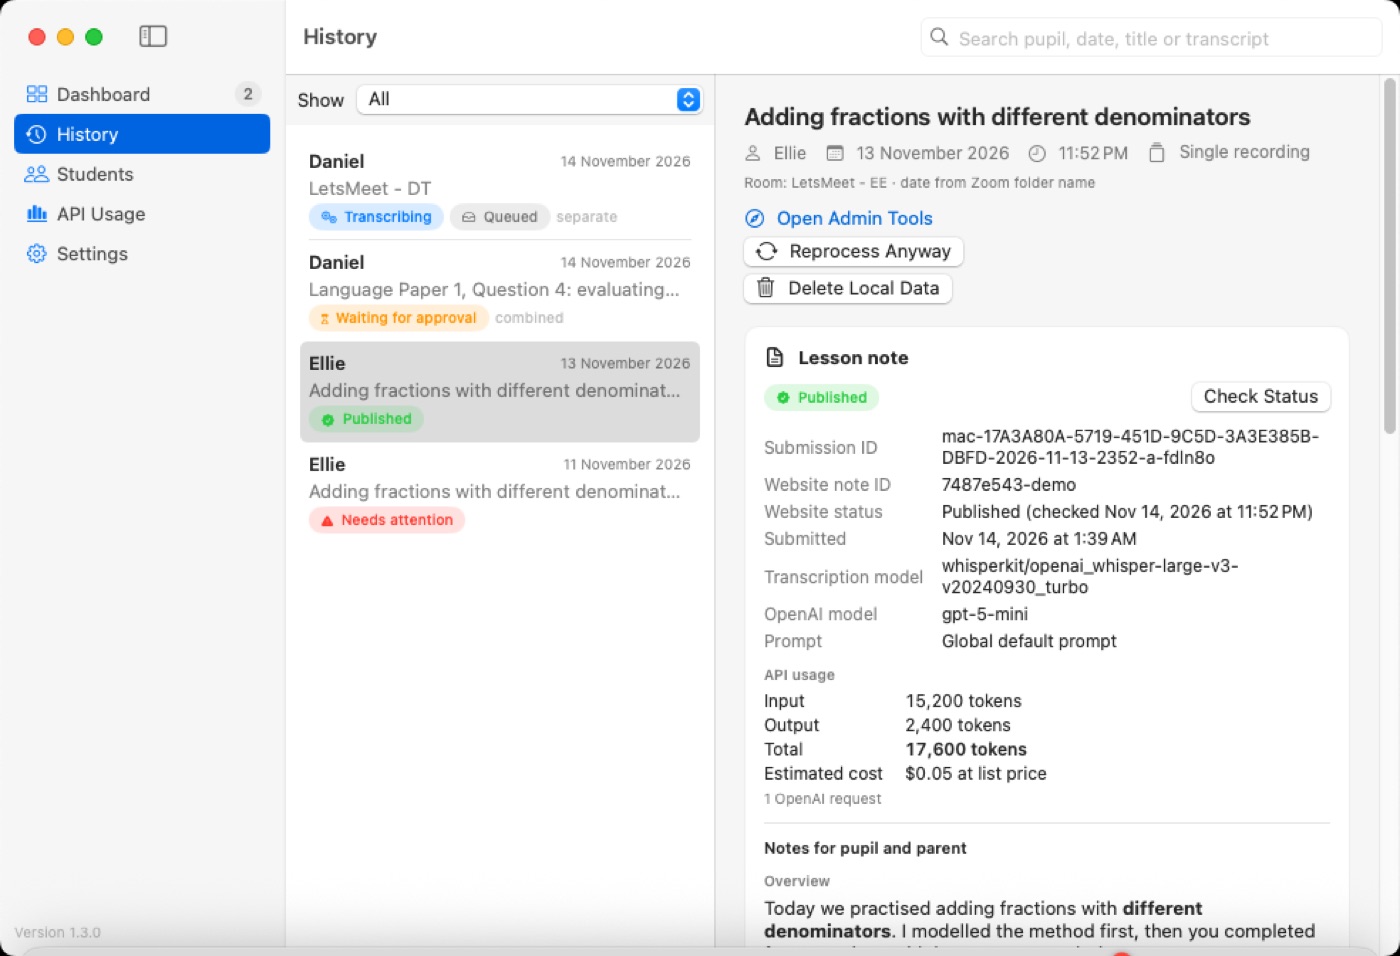 History
Search pupil, date, title or transcript
Dashboard
2
History
Students
API Usage
Settings
Version 1.3.0
Show
All
Daniel
14 November 2026
LetsMeet - DT
Transcribing
Queued
separate
Daniel
14 November 2026
Language Paper 1, Question 4: evaluating...
Waiting for approval
combined
Ellie
13 November 2026
Adding fractions with different denominat...
Published
Ellie
11 November 2026
Adding fractions with different denominat...
Needs attention
Adding fractions with different denominators
Ellie 13 November 2026 11:52 PM Single recording
Room: LetsMeet - EE · date from Zoom folder name
Open Admin Tools
Reprocess Anyway
Delete Local Data
Lesson note
Published
Check Status
Submission ID
mac-17A3A80A-5719-451D-9C5D-3A3E385B-
DBFD-2026-11-13-2352-a-fdln8o
Website note ID 7487e543-demo
Website status Published (checked Nov 14, 2026 at 11:52 PM)
Submitted Nov 14, 2026 at 1:39 AM
Transcription model
whisperkit/openai_whisper-large-v3-
v20240930_turbo
OpenAI model gpt-5-mini
Prompt Global default prompt
API usage
Input 15,200 tokens
Output 2,400 tokens
Total 17,600 tokens
Estimated cost $0.05 at list price
1 OpenAI request
Notes for pupil and parent
Overview
Today we practised adding fractions with different
denominators. I modelled the method first, then you completed